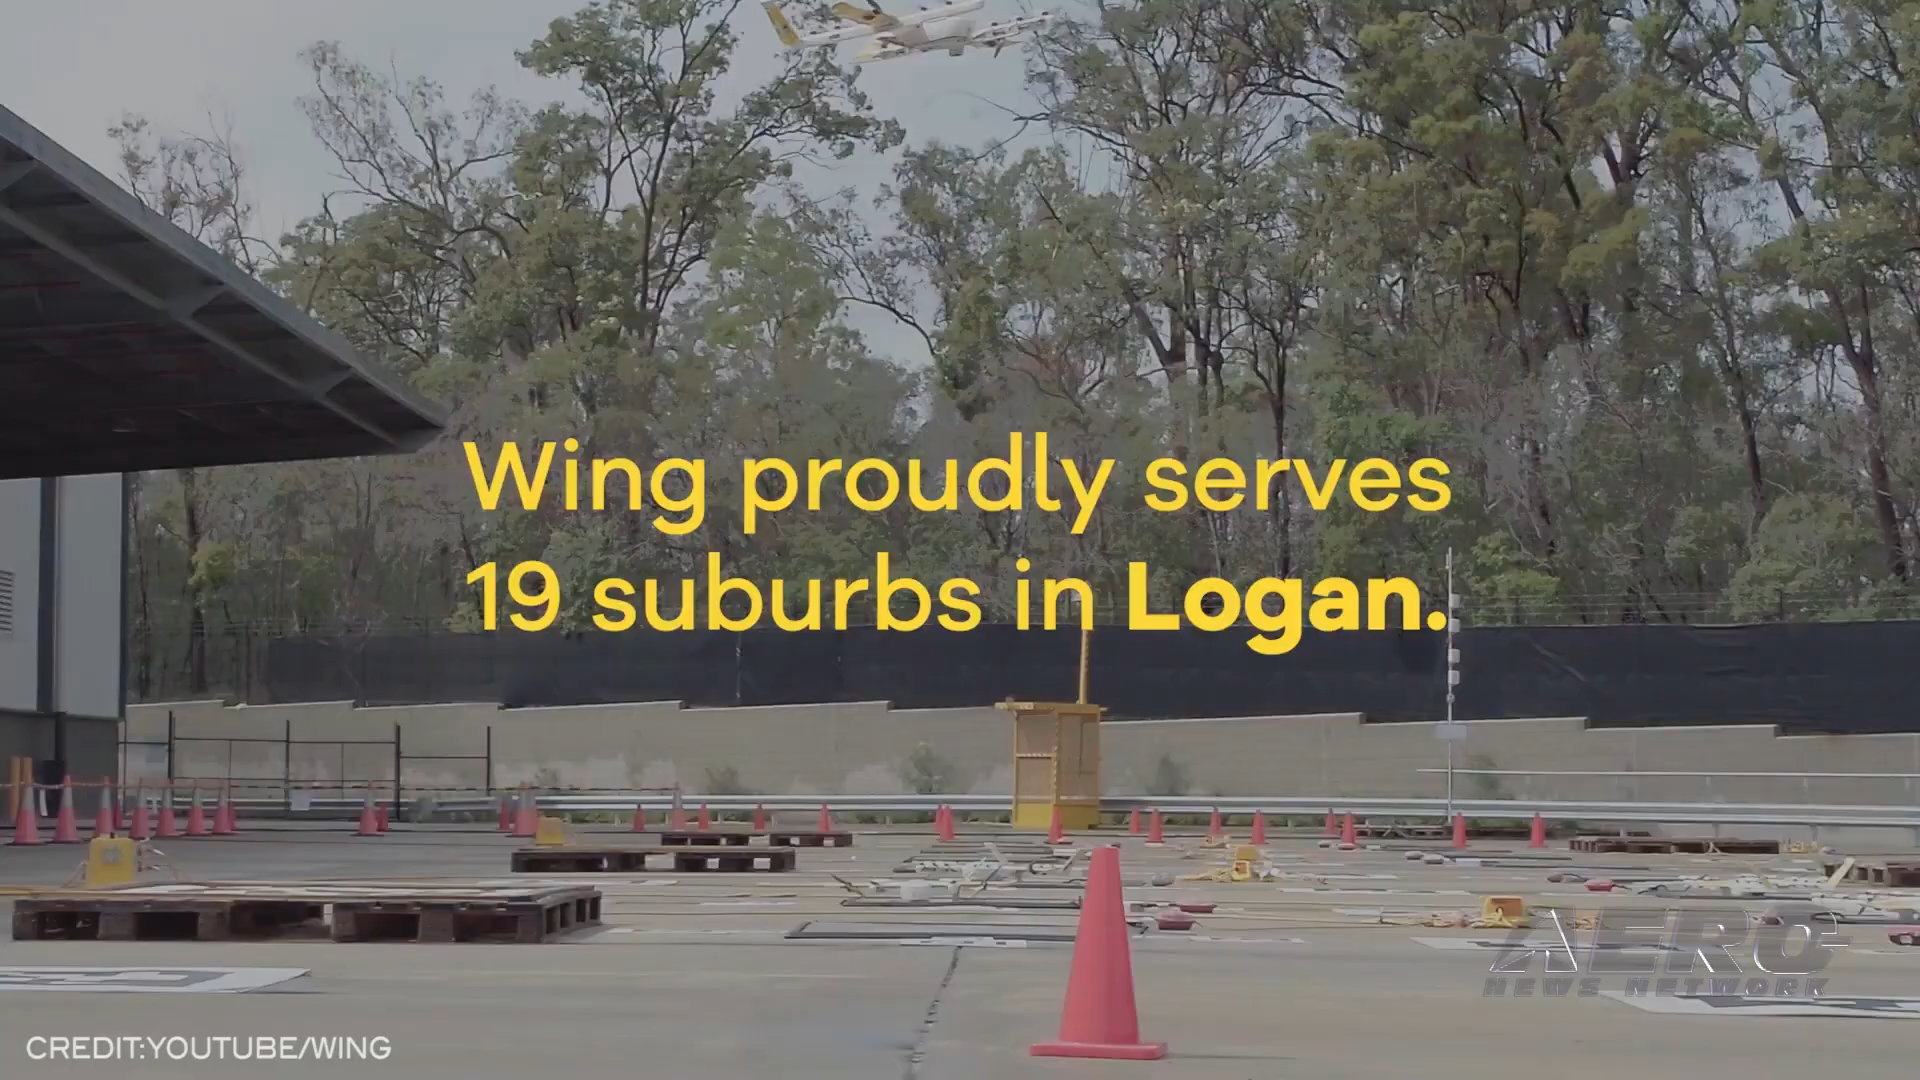 Wing proudly serves
19 suburbs in Logan.
AERO
NEWS NETWORK
CREDIT:YOUTUBE/WING